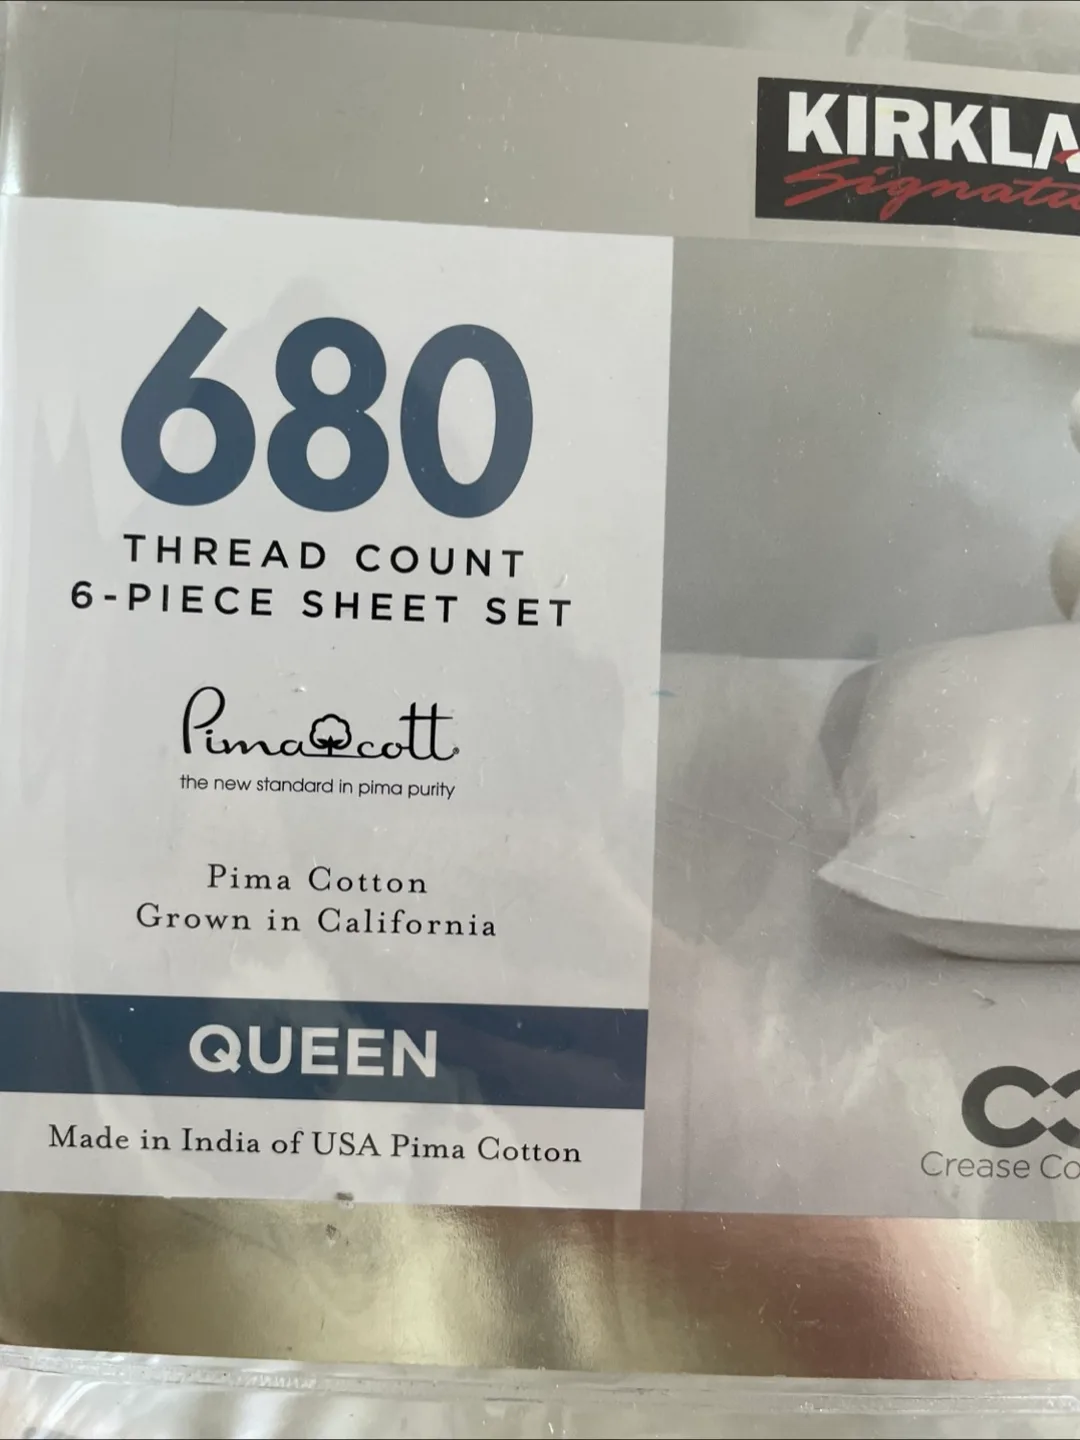 KIRKLA
Signatu
680
THREAD COUNT
6-PIECE SHEET SET
Pimacott
the new standard in pima purity
Pima Cotton
Grown in California
QUEEN
Made in India of USA Pima Cotton
Crease Co